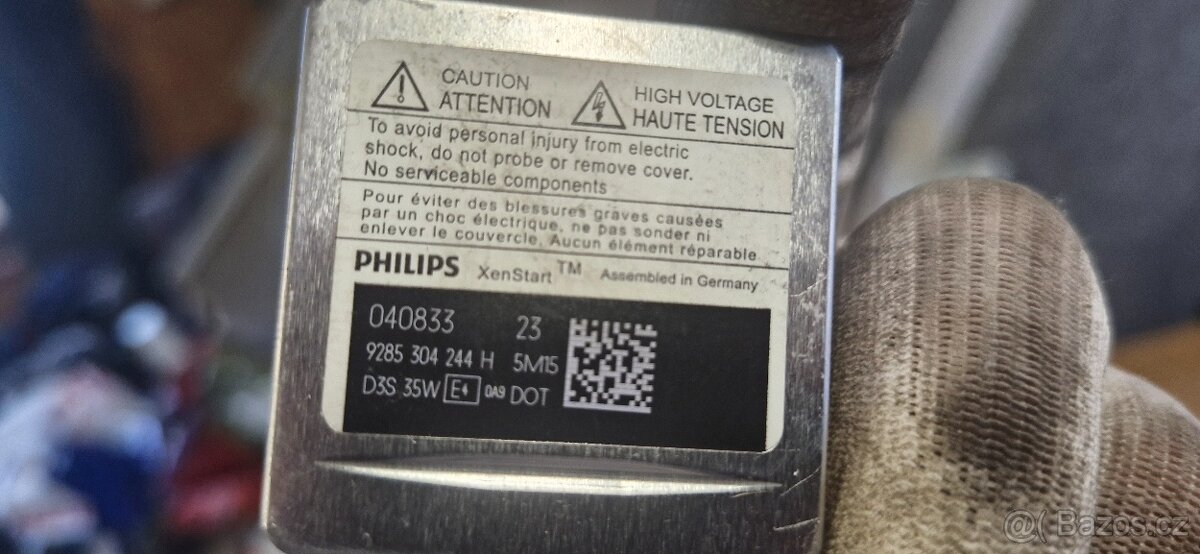 CAUTION
ATTENTION
HIGH VOLTAGE
HAUTE TENSION
To avoid personal injury from electric
shock, do not probe or remove cover.
No serviceable components
Pour éviter des blessures graves causées
par un choc électrique, ne pas sonder ni
enlever le couvercle. Aucun élément réparable
PHILIPS XenStart™ Assembled in Germany
040833 23
9285 304 244 H 5M15
D3S 35W E4 0A9 DOT
@( Bazos.cz